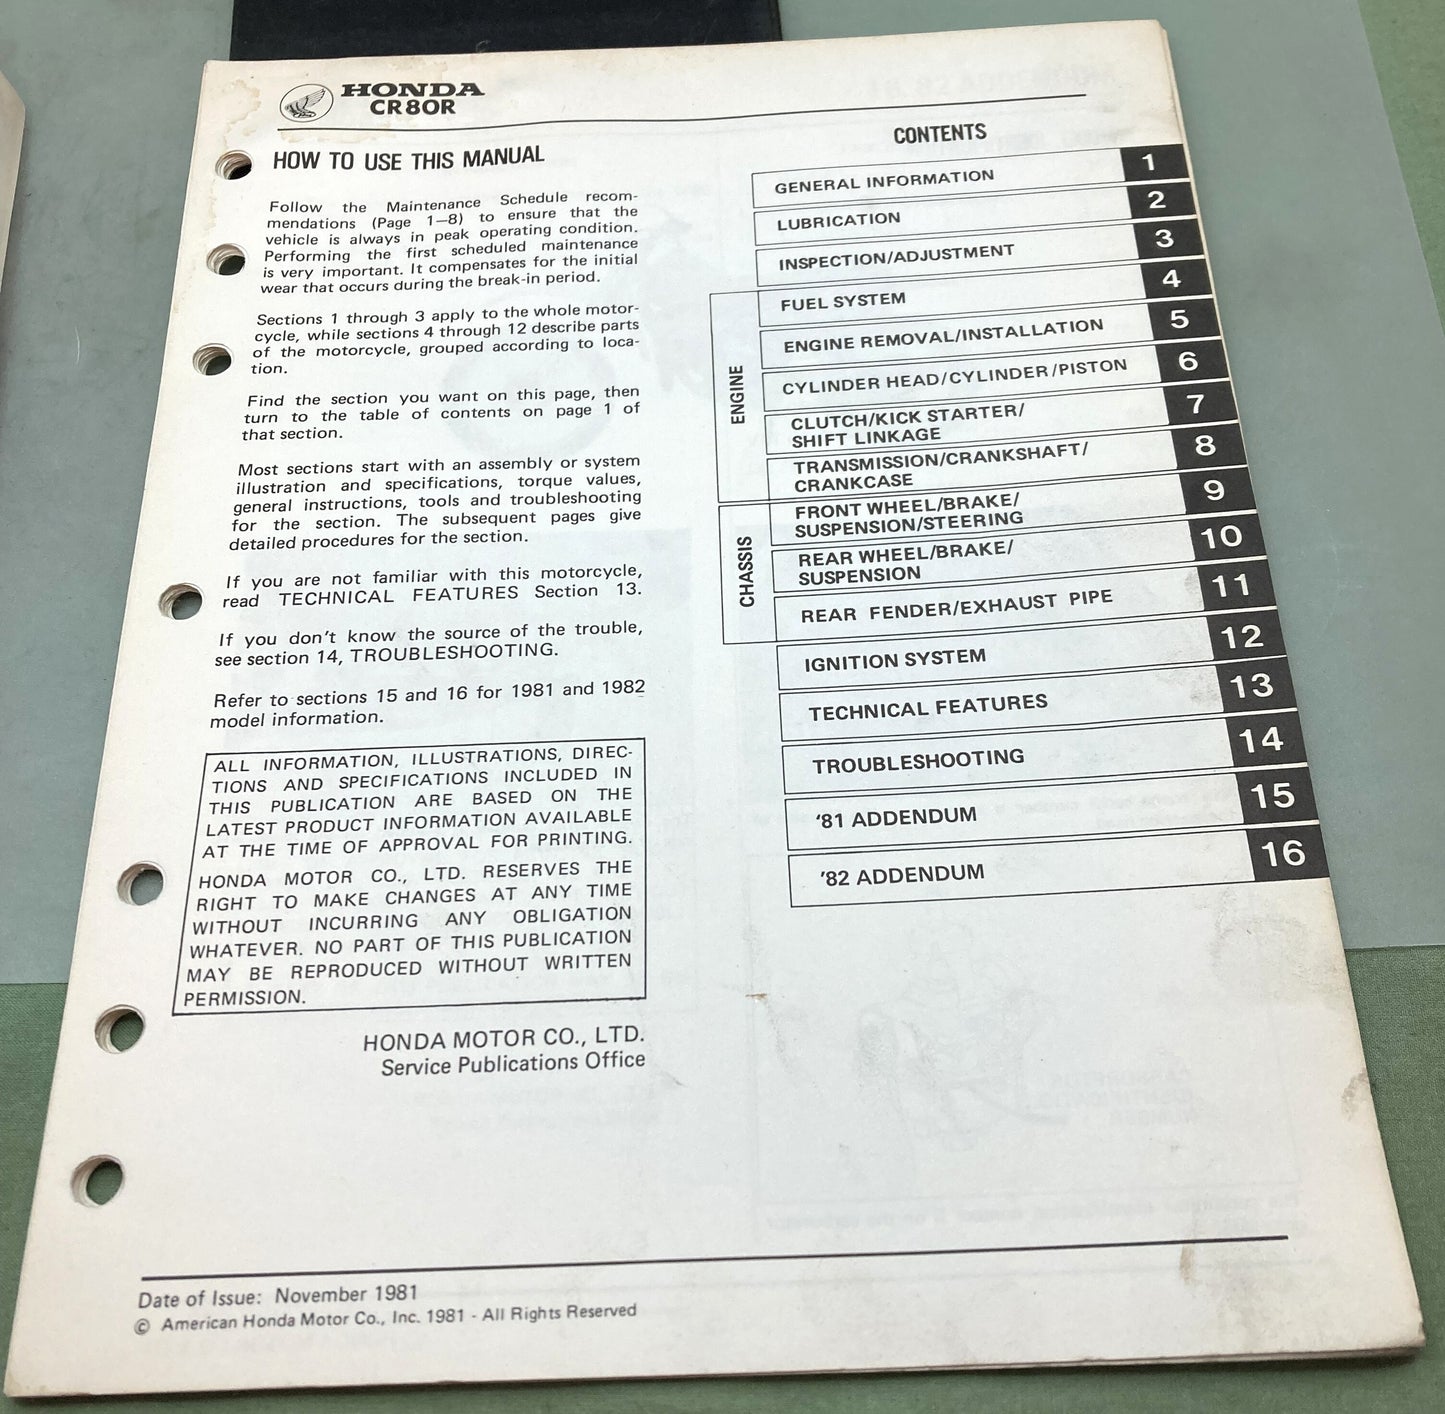 HONDA
CR80R
HOW TO USE THIS MANUAL
Follow the Maintenance Schedule recom-
mendations (Page 1–8) to ensure that the
vehicle is always in peak operating condition.
Performing the first scheduled maintenance
is very important. It compensates for the initial
wear that occurs during the break-in period.
Sections 1 through 3 apply to the whole motor-
cycle, while sections 4 through 12 describe parts
of the motorcycle, grouped according to loca-
tion.
Find the section you want on this page, then
turn to the table of contents on page 1 of
that section.
Most sections start with an assembly or system
illustration and specifications, torque values,
general instructions, tools and troubleshooting
for the section. The subsequent pages give
detailed procedures for the section.
If you are not familiar with this motorcycle,
read TECHNICAL FEATURES Section 13.
If you don't know the source of the trouble,
see section 14, TROUBLESHOOTING.
Refer to sections 15 and 16 for 1981 and 1982
model information.
ALL INFORMATION, ILLUSTRATIONS, DIREC-
TIONS AND SPECIFICATIONS INCLUDED IN
THIS PUBLICATION ARE BASED ON THE
LATEST PRODUCT INFORMATION AVAILABLE
AT THE TIME OF APPROVAL FOR PRINTING.
HONDA MOTOR CO., LTD. RESERVES THE
RIGHT TO MAKE CHANGES AT ANY TIME
WITHOUT INCURRING ANY OBLIGATION
WHATEVER. NO PART OF THIS PUBLICATION
MAY BE REPRODUCED WITHOUT WRITTEN
PERMISSION.
HONDA MOTOR CO., LTD.
Service Publications Office
CONTENTS
GENERAL INFORMATION 1
LUBRICATION 2
INSPECTION/ADJUSTMENT 3
ENGINE
FUEL SYSTEM 4
ENGINE REMOVAL/INSTALLATION 5
CYLINDER HEAD/CYLINDER/PISTON 6
CLUTCH/KICK STARTER/
SHIFT LINKAGE 7
TRANSMISSION/CRANKSHAFT/
CRANKCASE 8
CHASSIS
FRONT WHEEL/BRAKE/
SUSPENSION/STEERING 9
REAR WHEEL/BRAKE/
SUSPENSION 10
REAR FENDER/EXHAUST PIPE 11
IGNITION SYSTEM 12
TECHNICAL FEATURES 13
TROUBLESHOOTING 14
'81 ADDENDUM 15
'82 ADDENDUM 16
Date of Issue: November 1981
© American Honda Motor Co., Inc. 1981 - All Rights Reserved